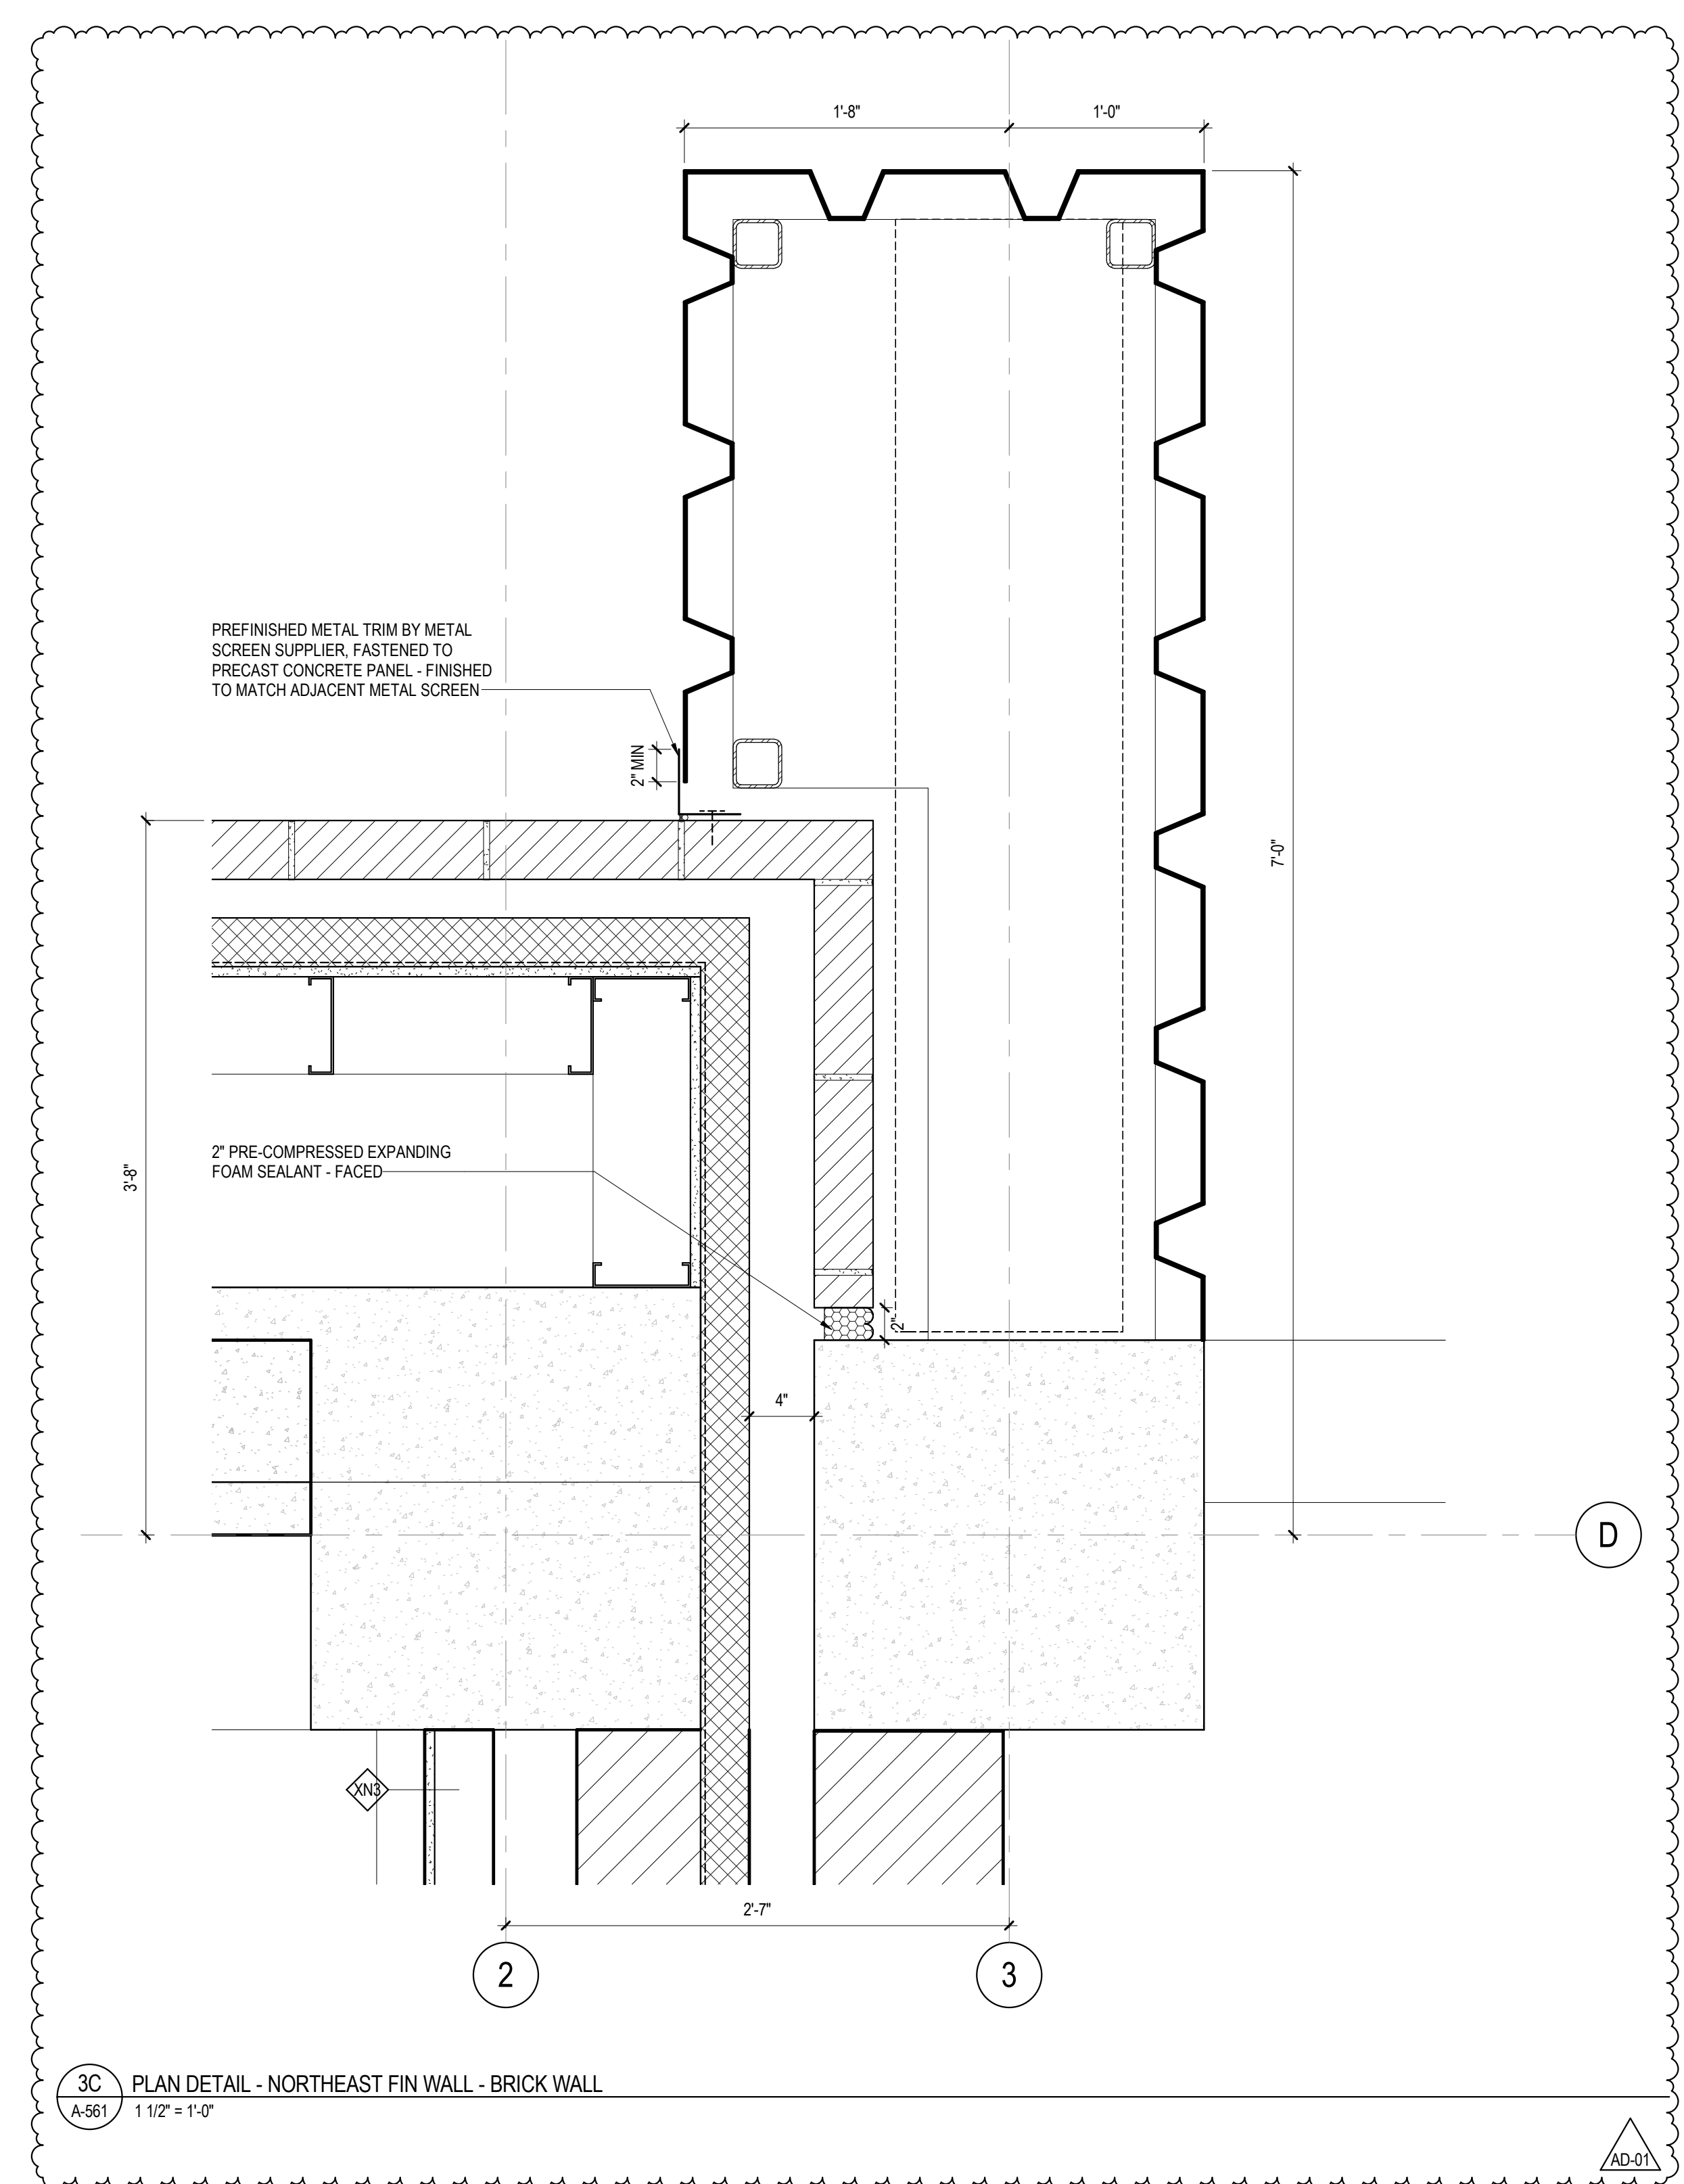 1'-8"
1'-0"
PREFINISHED METAL TRIM BY METAL
SCREEN SUPPLIER, FASTENED TO
PRECAST CONCRETE PANEL - FINISHED
TO MATCH ADJACENT METAL SCREEN
2" MIN
7'-0"
3'-8"
2" PRE-COMPRESSED EXPANDING
FOAM SEALANT - FACED
2"
4"
D
XN3
2'-7"
2
3
3C
PLAN DETAIL - NORTHEAST FIN WALL - BRICK WALL
A-561
1 1/2" = 1'-0"
AD-01